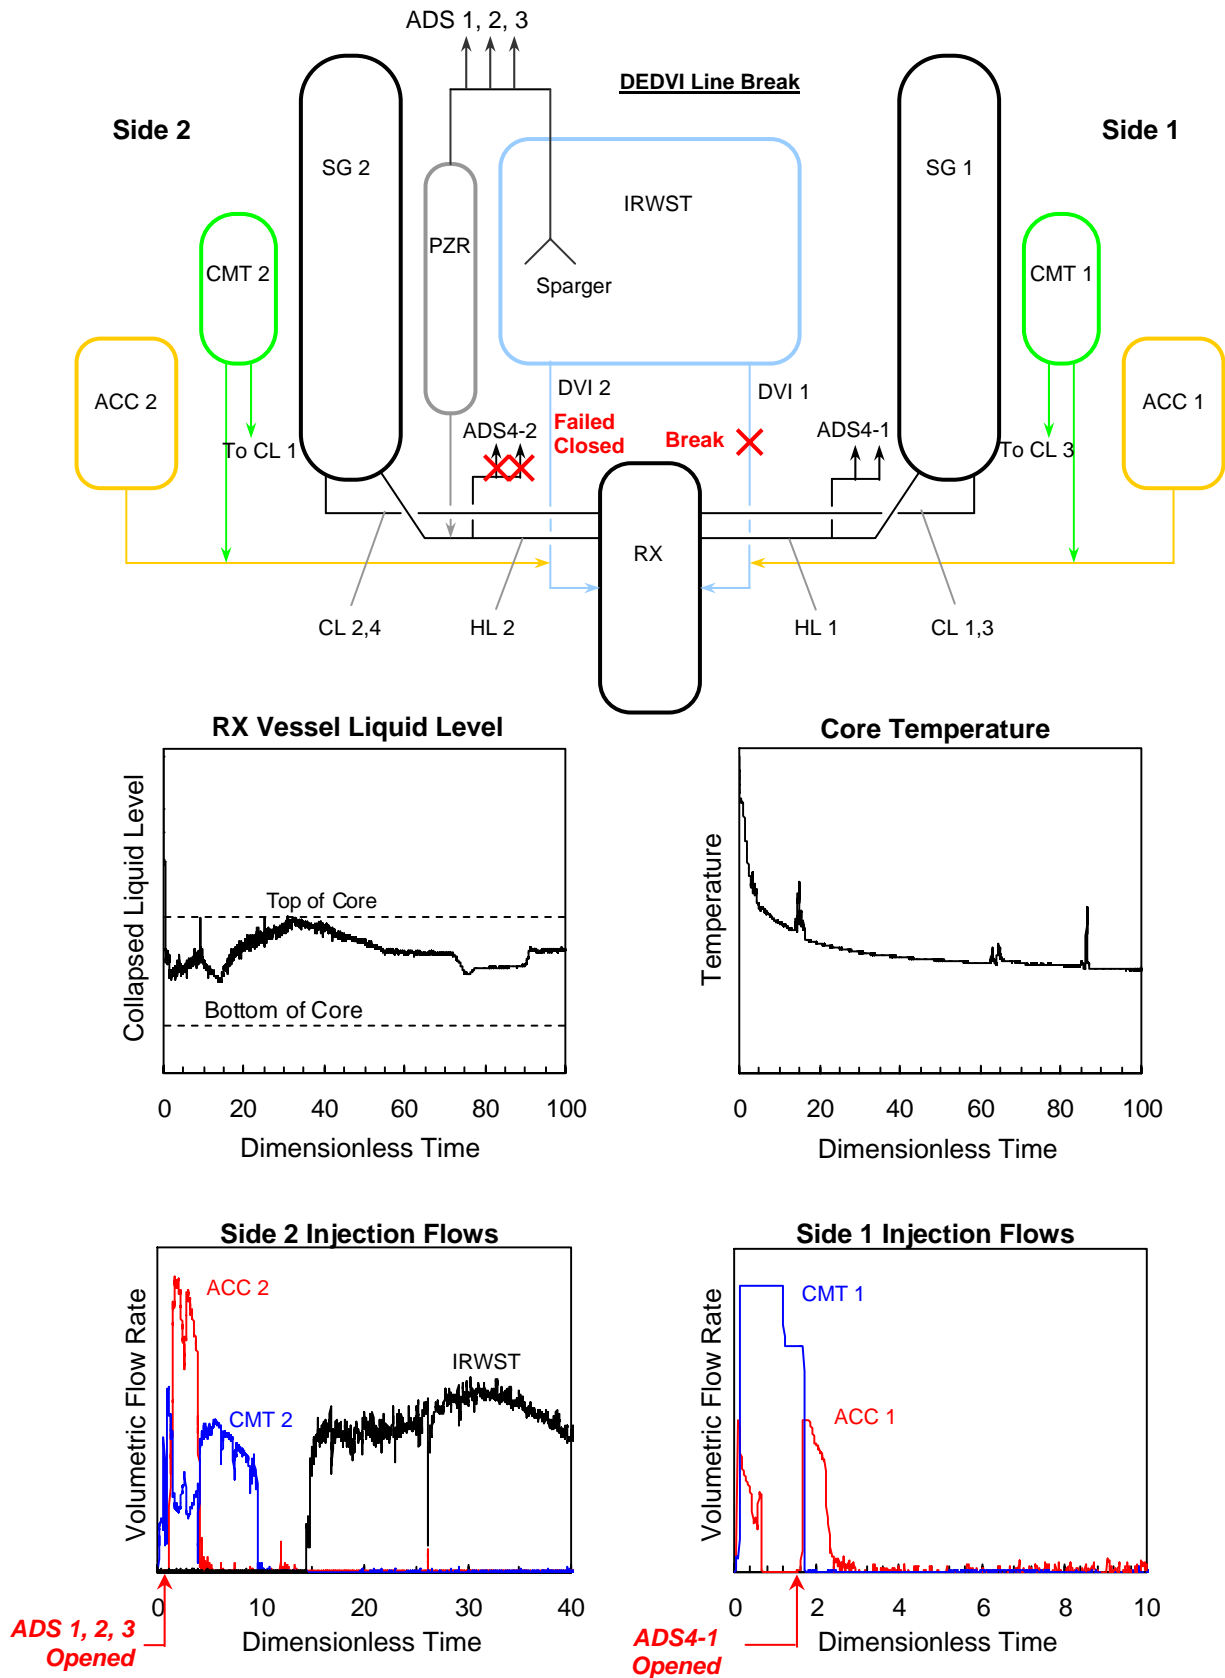 ADS 1, 2, 3
DEDVI Line Break
Side 2
Side 1
SG 2
SG 1
IRWST
PZR
CMT 2
CMT 1
Sparger
ACC 2
ACC 1
DVI 2
DVI 1
ADS4-2
Failed
Closed
Break
ADS4-1
To CL 1
To CL 3
RX
CL 2,4
HL 2
HL 1
CL 1,3
RX Vessel Liquid Level
Collapsed Liquid Level
Top of Core
Bottom of Core
0 20 40 60 80 100
Dimensionless Time
Core Temperature
Temperature
0 20 40 60 80 100
Dimensionless Time
Side 2 Injection Flows
Volumetric Flow Rate
ACC 2
IRWST
CMT 2
0 10 20 30 40
Dimensionless Time
ADS 1, 2, 3
Opened
Side 1 Injection Flows
Volumetric Flow Rate
CMT 1
ACC 1
0 2 4 6 8 10
Dimensionless Time
ADS4-1
Opened